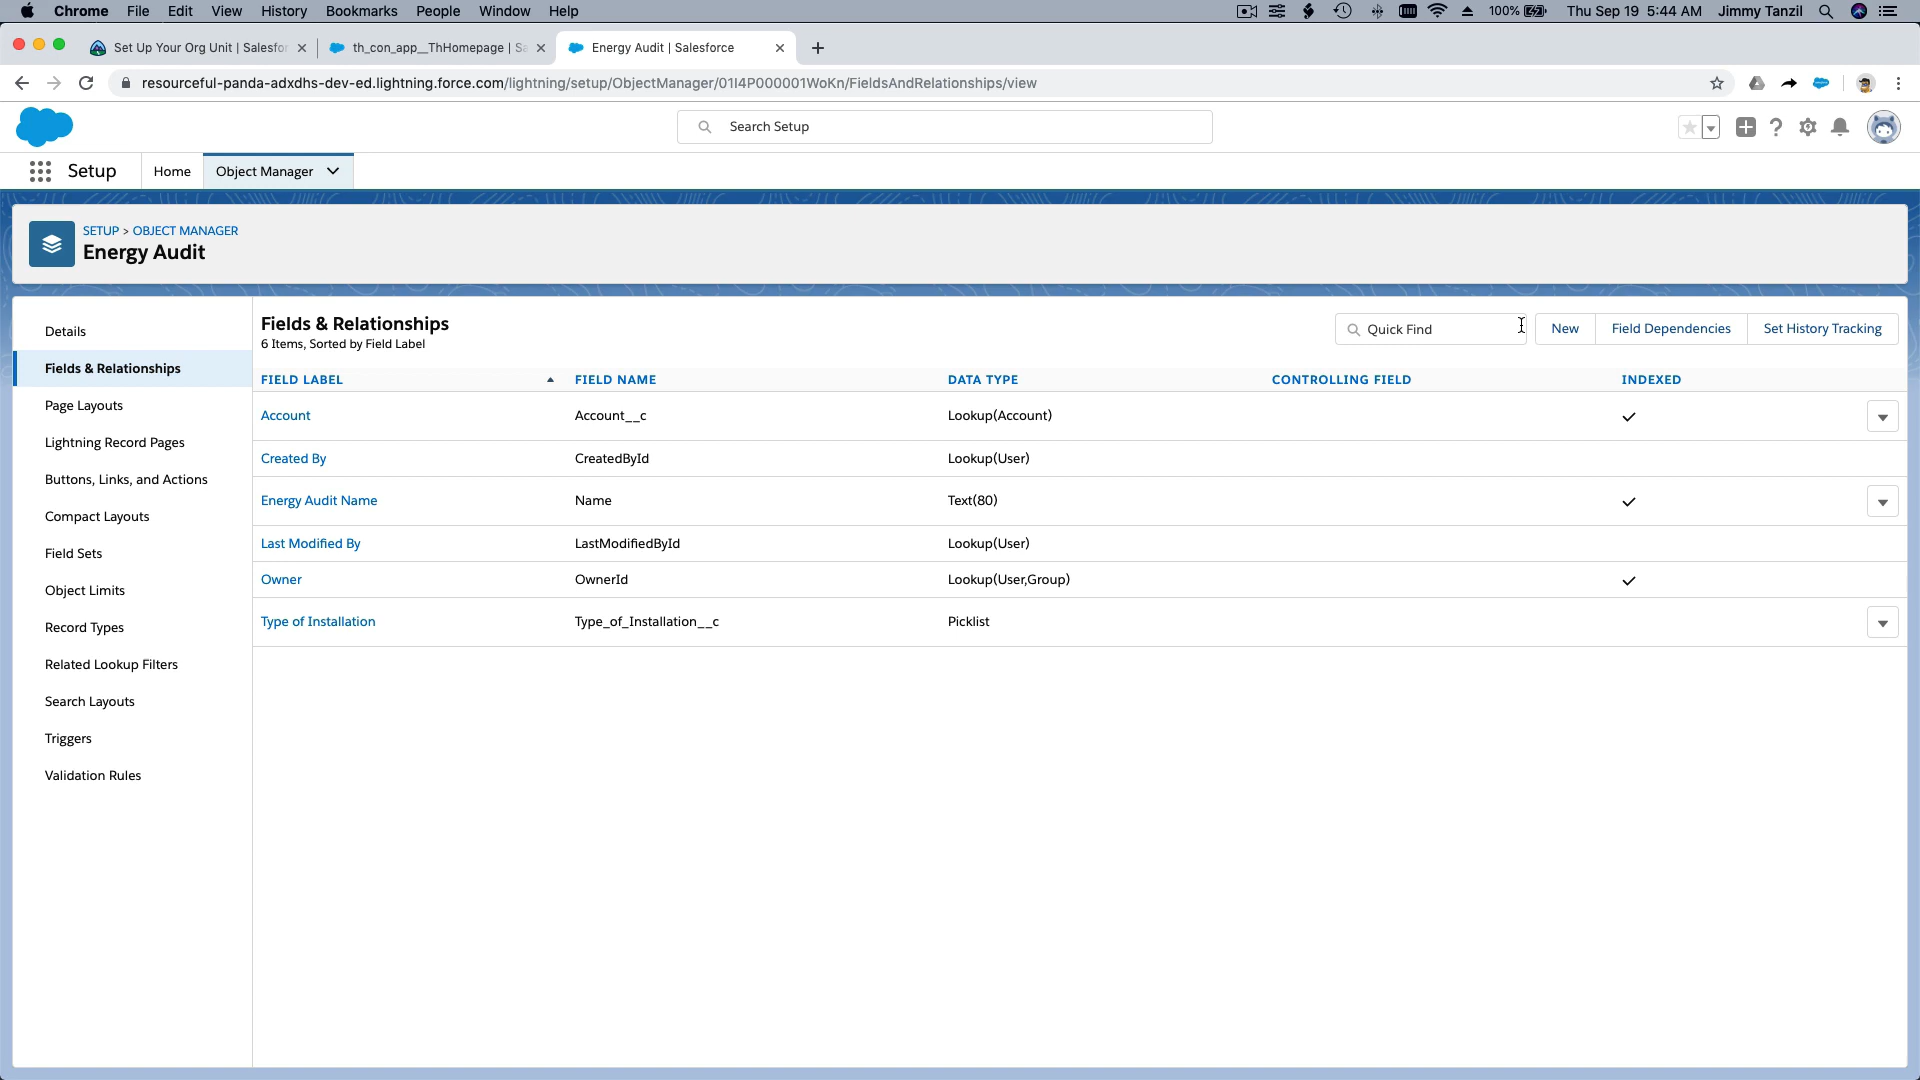 Chrome File Edit View History Bookmarks People Window Help 100% Thu Sep 19 5:44 AM Jimmy Tanzil
Set Up Your Org Unit | Salesfor th_con_app__ThHomepage | Sa Energy Audit | Salesforce
resourceful-panda-adxdhs-dev-ed.lightning.force.com/lightning/setup/ObjectManager/01I4P000001WoKn/FieldsAndRelationships/view
Search Setup
Setup Home Object Manager
SETUP > OBJECT MANAGER
Energy Audit
Details
Fields & Relationships
Page Layouts
Lightning Record Pages
Buttons, Links, and Actions
Compact Layouts
Field Sets
Object Limits
Record Types
Related Lookup Filters
Search Layouts
Triggers
Validation Rules
Fields & Relationships
6 Items, Sorted by Field Label
Quick Find New Field Dependencies Set History Tracking
FIELD LABEL FIELD NAME DATA TYPE CONTROLLING FIELD INDEXED
Account Account__c Lookup(Account)
Created By CreatedById Lookup(User)
Energy Audit Name Name Text(80)
Last Modified By LastModifiedById Lookup(User)
Owner OwnerId Lookup(User,Group)
Type of Installation Type_of_Installation__c Picklist